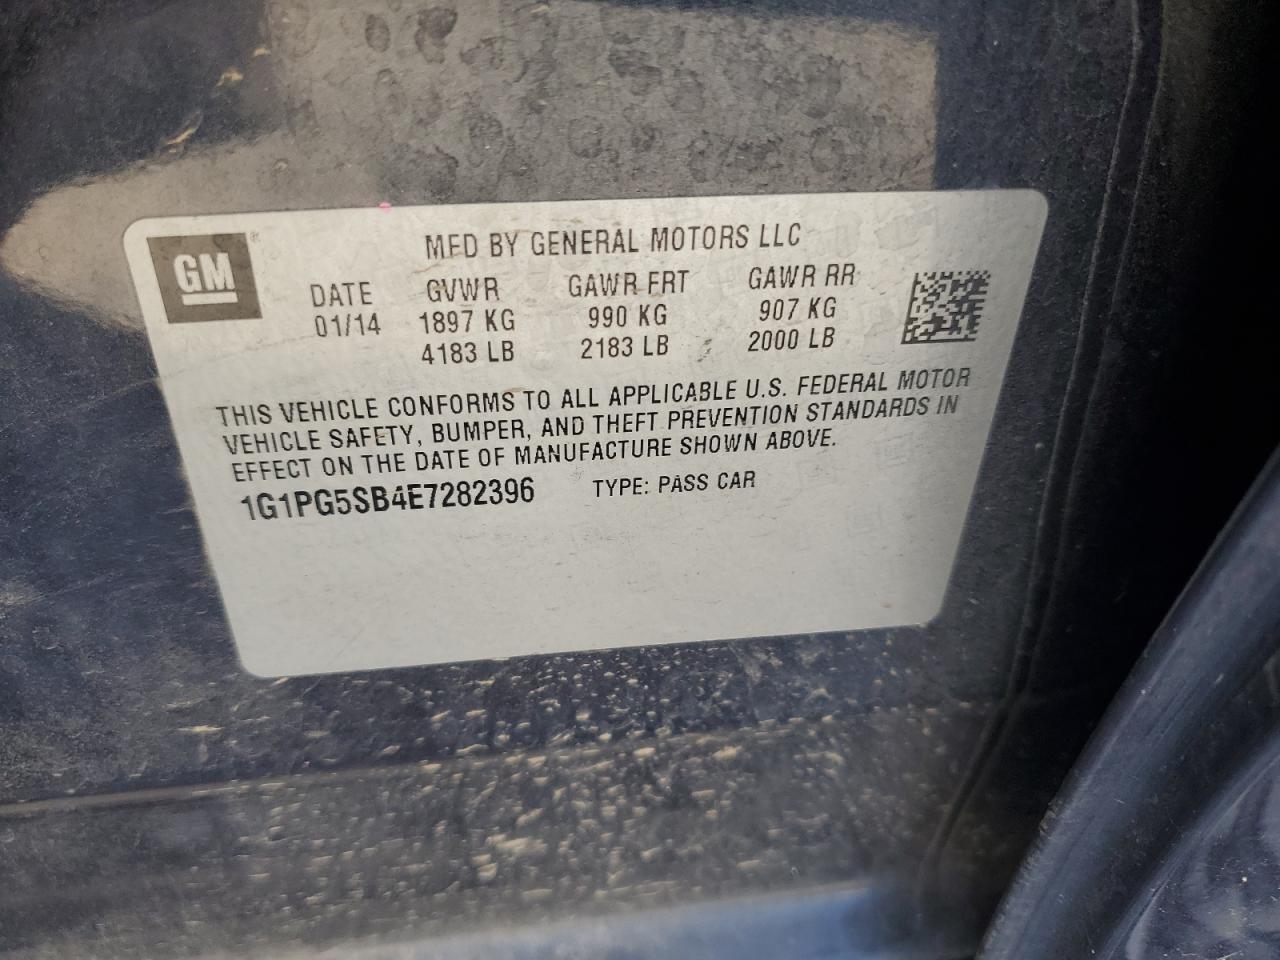 GM
MFD BY GENERAL MOTORS LLC
DATE GVWR GAWR FRT GAWR RR
01/14 1897 KG 990 KG 907 KG
4183 LB 2183 LB 2000 LB
THIS VEHICLE CONFORMS TO ALL APPLICABLE U.S. FEDERAL MOTOR
VEHICLE SAFETY, BUMPER, AND THEFT PREVENTION STANDARDS IN
EFFECT ON THE DATE OF MANUFACTURE SHOWN ABOVE.
1G1PG5SB4E7282396 TYPE: PASS CAR